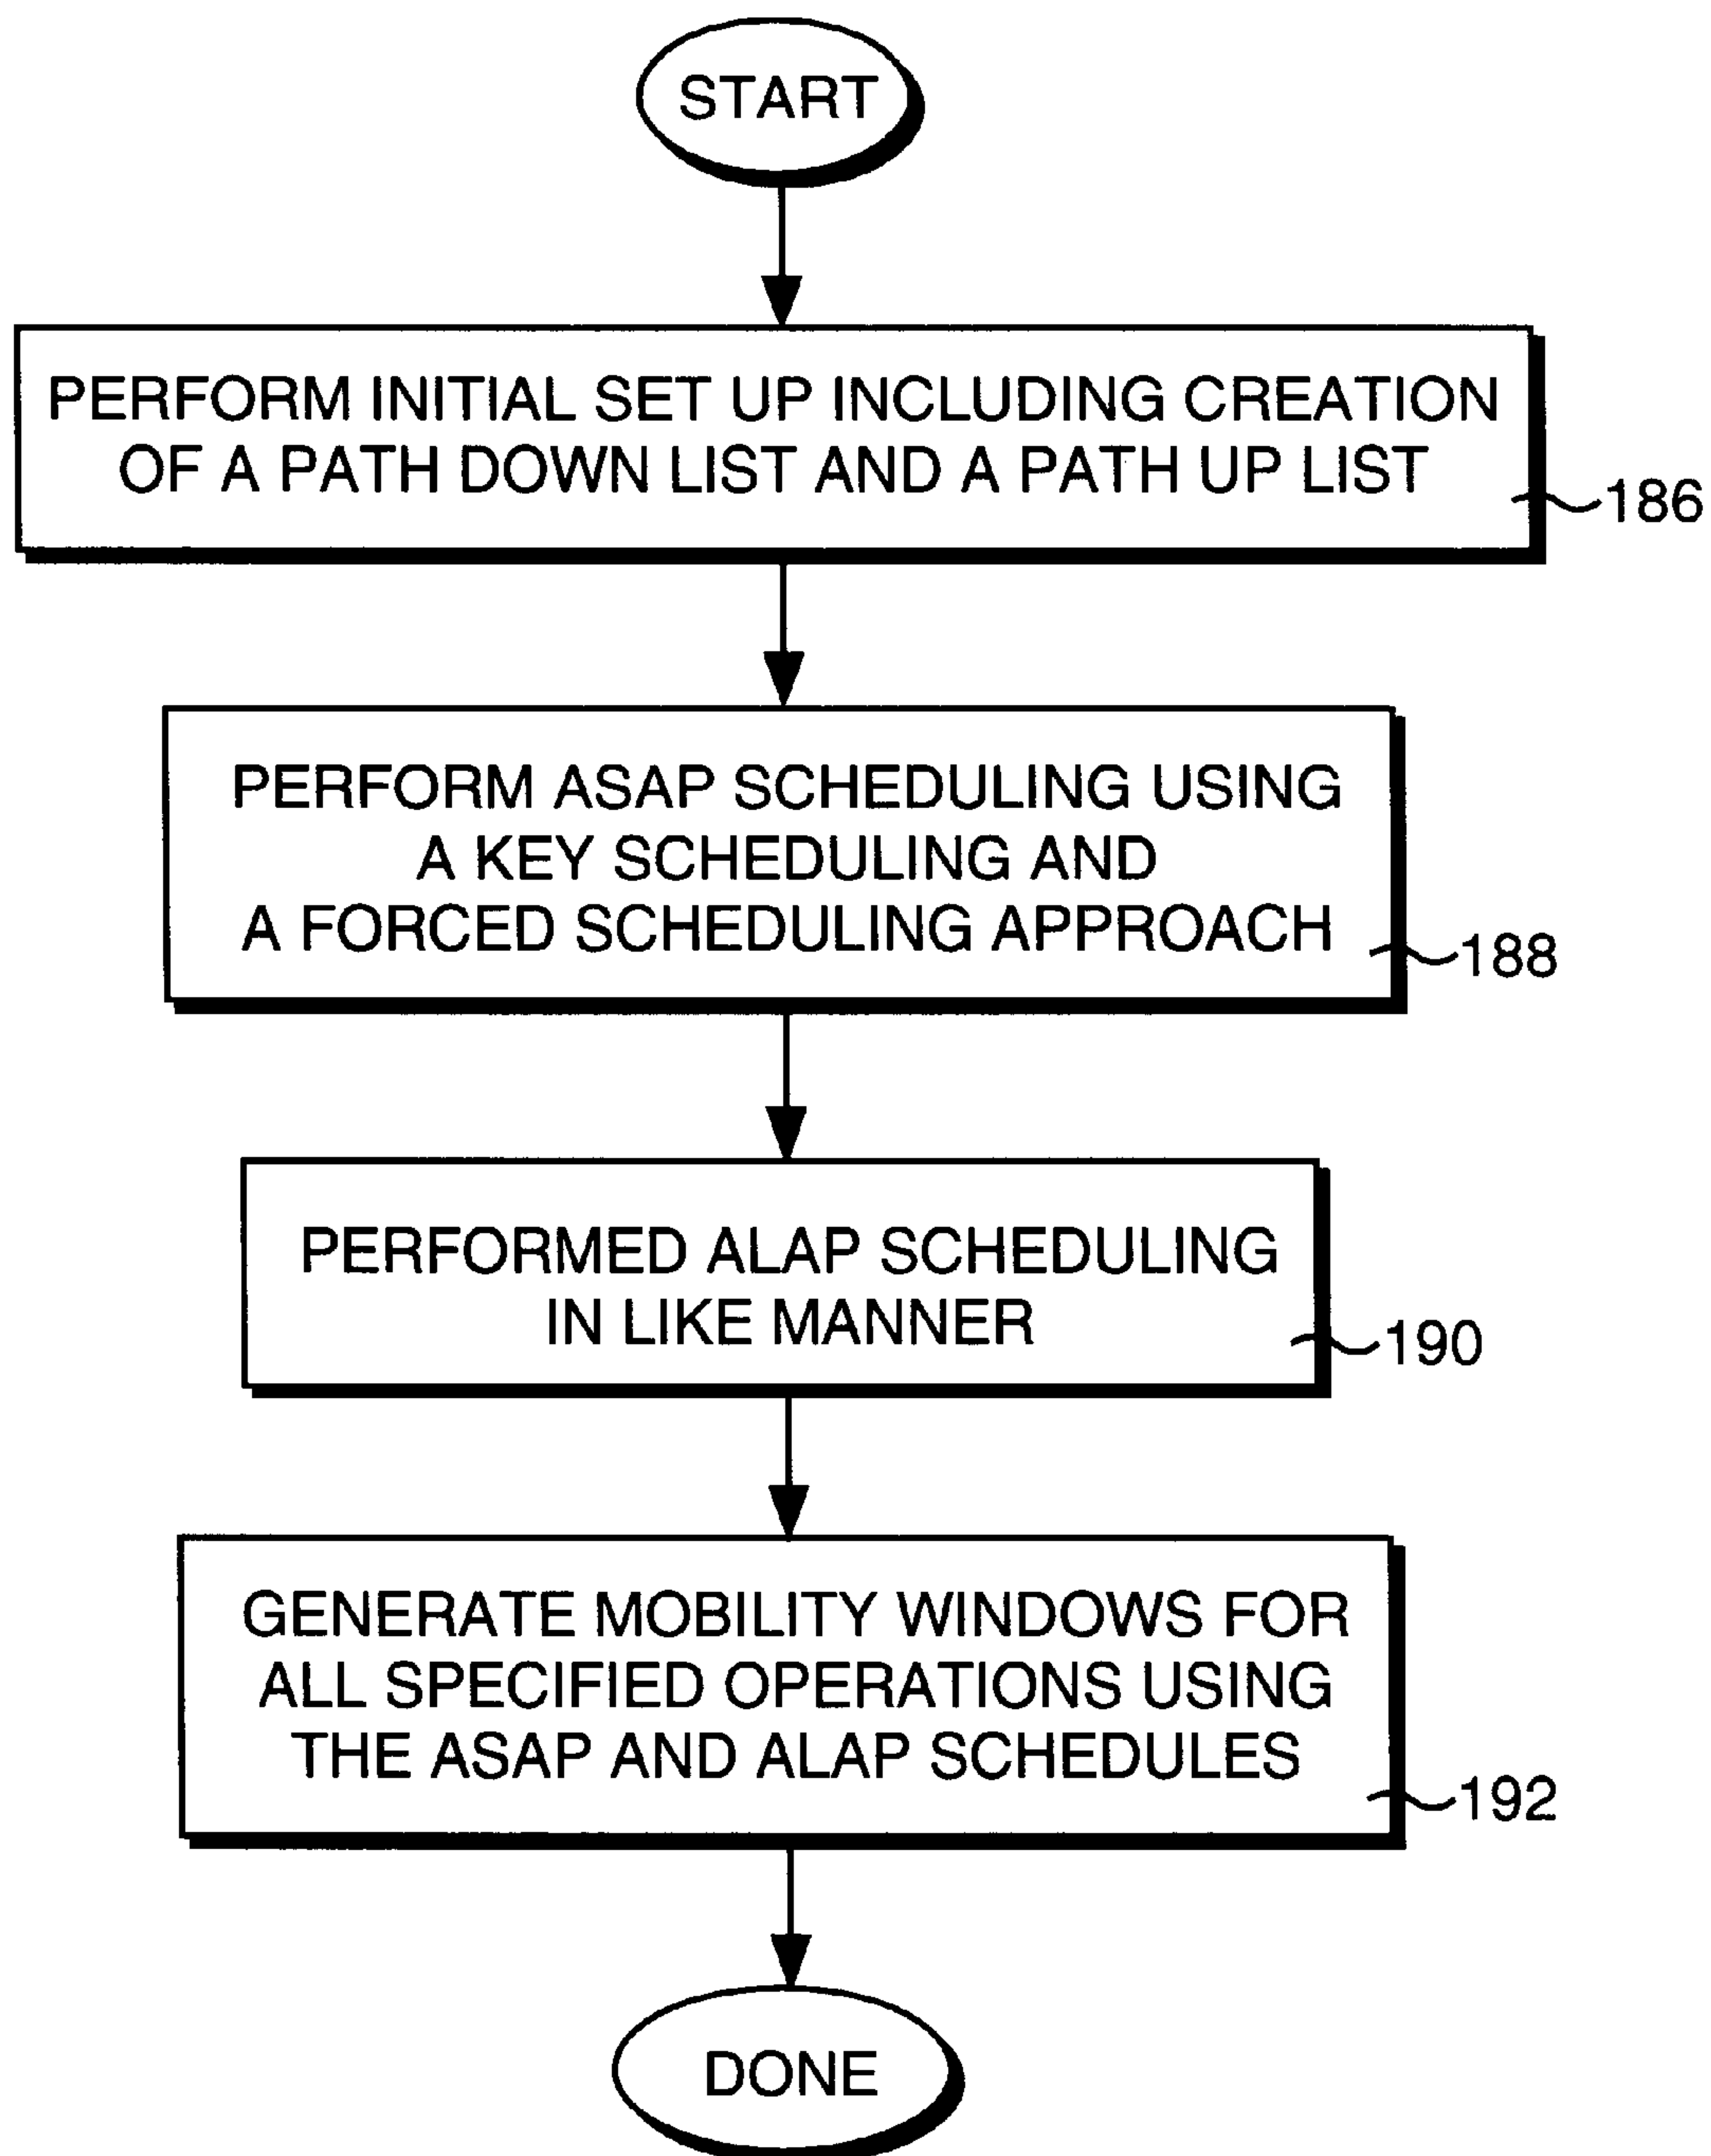 START
PERFORM INITIAL SET UP INCLUDING CREATION
OF A PATH DOWN LIST AND A PATH UP LIST
186
PERFORM ASAP SCHEDULING USING
A KEY SCHEDULING AND
A FORCED SCHEDULING APPROACH
188
PERFORMED ALAP SCHEDULING
IN LIKE MANNER
190
GENERATE MOBILITY WINDOWS FOR
ALL SPECIFIED OPERATIONS USING
THE ASAP AND ALAP SCHEDULES
192
DONE